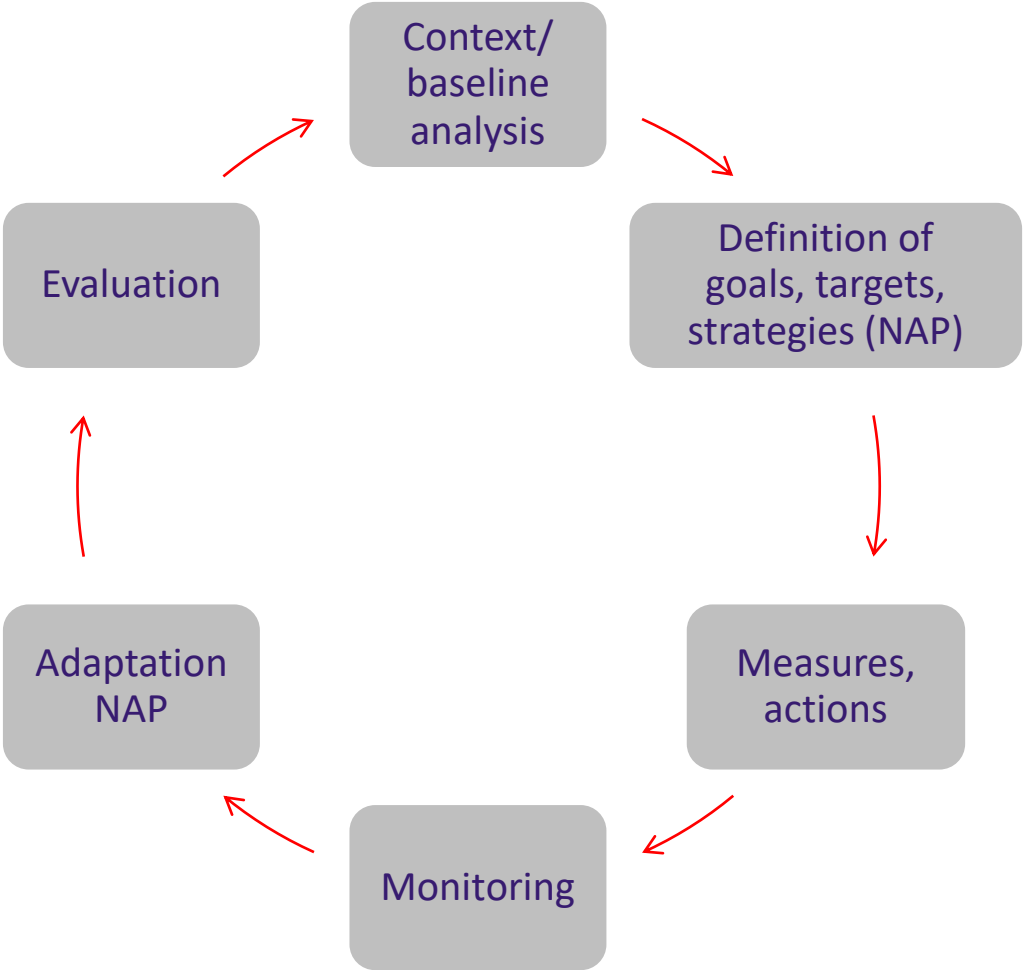 Context/
baseline
analysis
Definition of
goals, targets,
strategies (NAP)
Measures,
actions
Monitoring
Adaptation
NAP
Evaluation